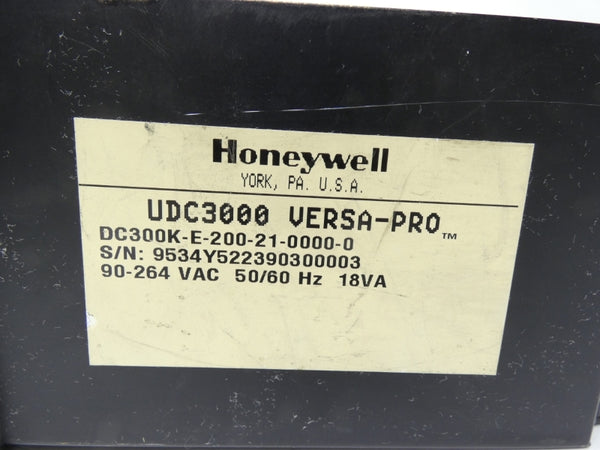 Honeywell
YORK, PA. U.S.A.
UDC3000 VERSA-PRO™
DC300K-E-200-21-0000-0
S/N: 9534Y522390300003
90-264 VAC 50/60 Hz 18VA